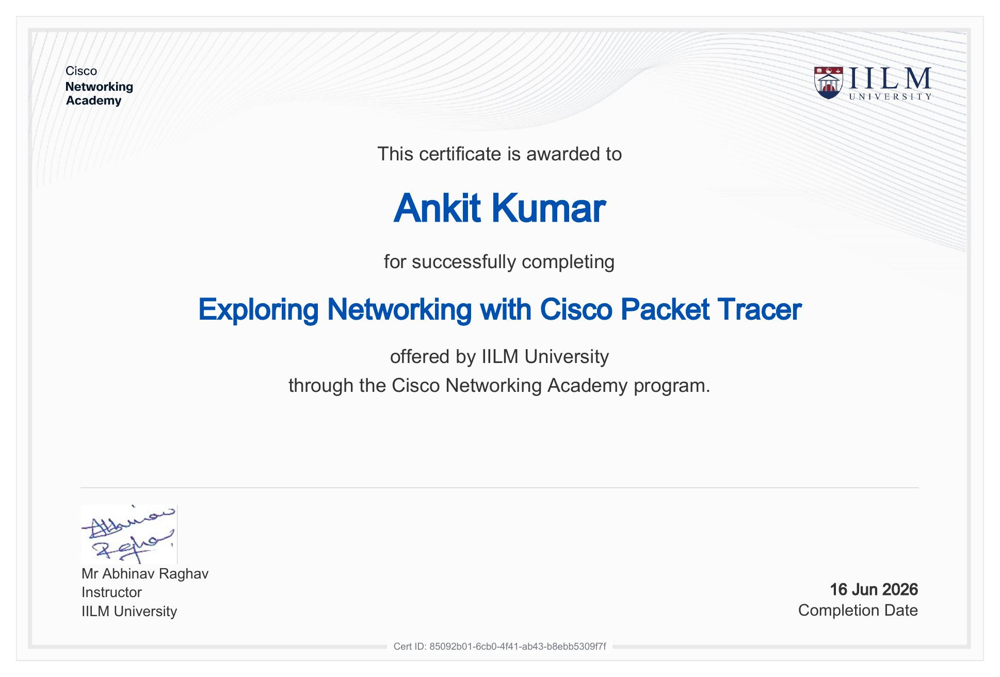 Cisco
Networking
Academy
IILM
UNIVERSITY
This certificate is awarded to
Ankit Kumar
for successfully completing
Exploring Networking with Cisco Packet Tracer
offered by IILM University
through the Cisco Networking Academy program.
Abhinav
Raghav
Mr Abhinav Raghav
Instructor
IILM University
16 Jun 2026
Completion Date
Cert ID: 85092b01-6cb0-4f41-ab43-b8ebb5309f7f